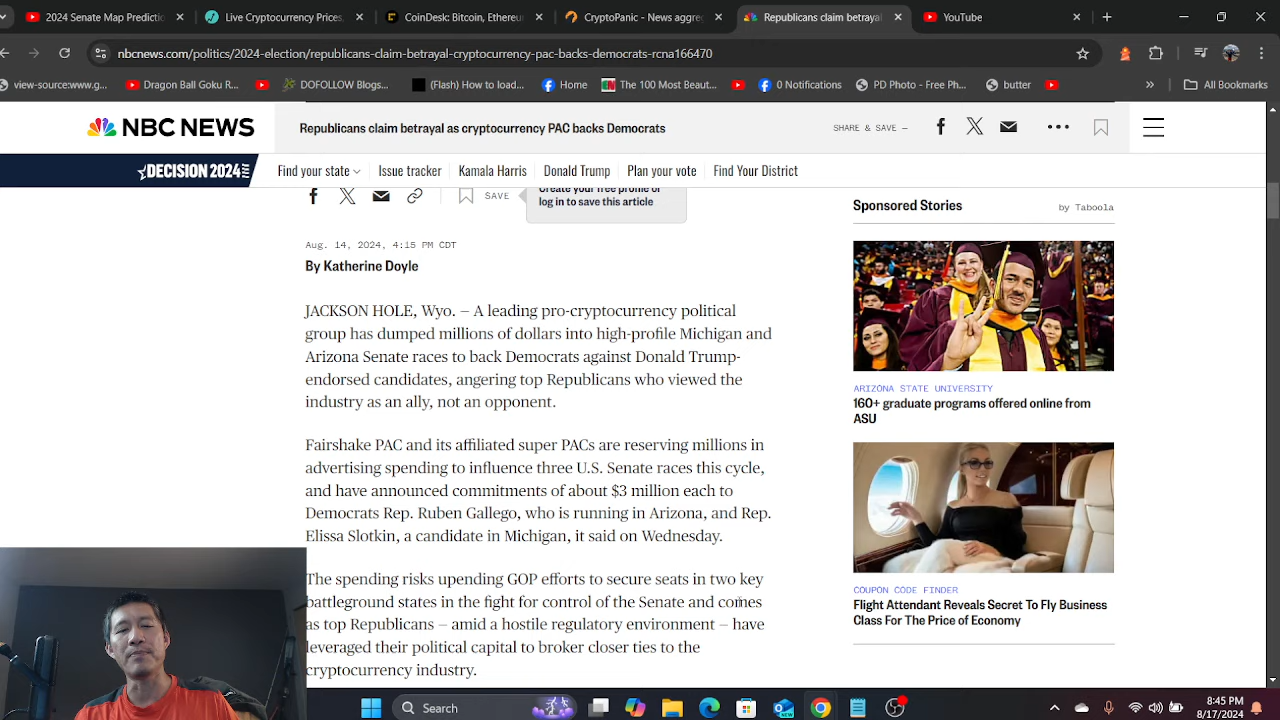 2024 Senate Map Predicti
Live Cryptocurrency Prices
CoinDesk: Bitcoin, Ethereu
CryptoPanic - News aggre
Republicans claim betrayal as
YouTube
nbcnews.com/politics/2024-election/republicans-claim-betrayal-cryptocurrency-pac-backs-democrats-rcna166470
view-source:www.g...
Dragon Ball Goku R...
DOFOLLOW Blogs...
(Flash) How to load...
Home
The 100 Most Beaut...
0 Notifications
PD Photo - Free Ph...
butter
All Bookmarks
NBC NEWS
Republicans claim betrayal as cryptocurrency PAC backs Democrats
SHARE & SAVE —
DECISION 2024
Find your state
Issue tracker
Kamala Harris
Donald Trump
Plan your vote
Find Your District
SAVE
Create your free profile or
log in to save this article
Aug. 14, 2024, 4:15 PM CDT
By Katherine Doyle
JACKSON HOLE, Wyo. — A leading pro-cryptocurrency political
group has dumped millions of dollars into high-profile Michigan and
Arizona Senate races to back Democrats against Donald Trump-
endorsed candidates, angering top Republicans who viewed the
industry as an ally, not an opponent.
Fairshake PAC and its affiliated super PACs are reserving millions in
advertising spending to influence three U.S. Senate races this cycle,
and have announced commitments of about $3 million each to
Democrats Rep. Ruben Gallego, who is running in Arizona, and Rep.
Elissa Slotkin, a candidate in Michigan, it said on Wednesday.
The spending risks upending GOP efforts to secure seats in two key
battleground states in the fight for control of the Senate and comes
as top Republicans — amid a hostile regulatory environment — have
leveraged their political capital to broker closer ties to the
cryptocurrency industry.
Sponsored Stories
by Taboola
ARIZONA STATE UNIVERSITY
160+ graduate programs offered online from
ASU
COUPON CODE FINDER
Flight Attendant Reveals Secret To Fly Business
Class For The Price of Economy
Search
8:45 PM
8/17/2024